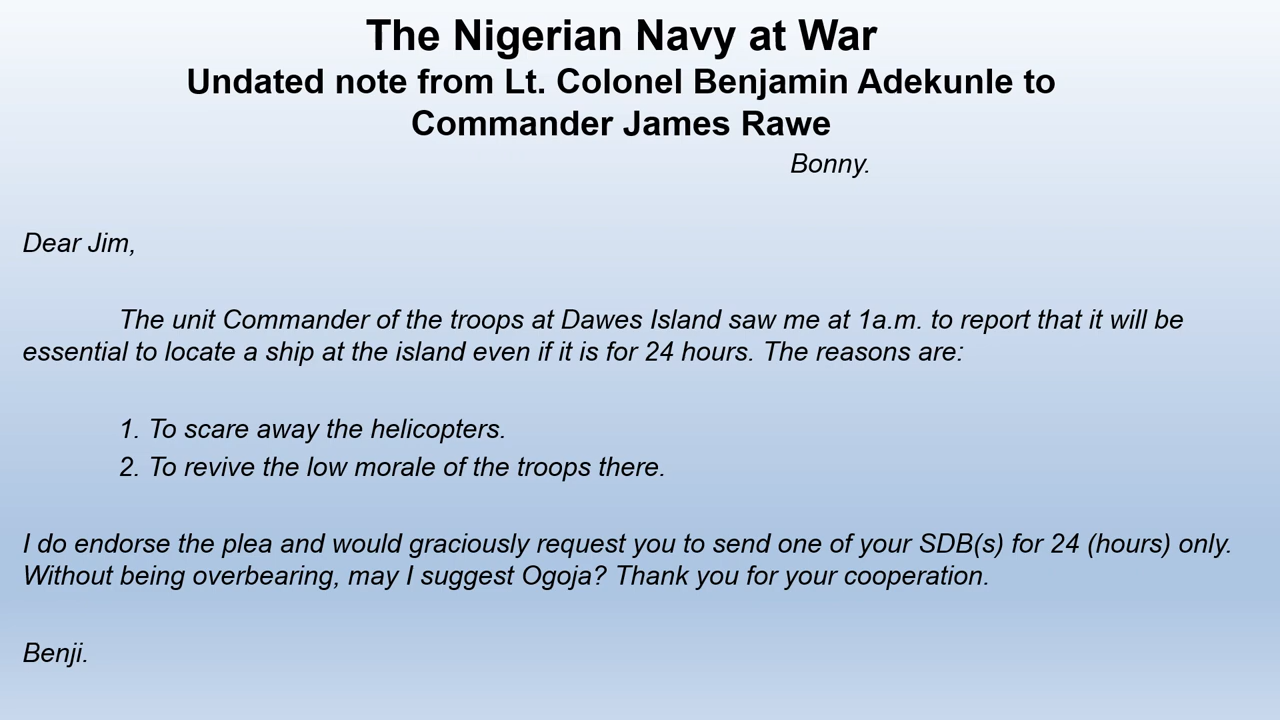 The Nigerian Navy at War
Undated note from Lt. Colonel Benjamin Adekunle to
Commander James Rawe
Bonny.
Dear Jim,
The unit Commander of the troops at Dawes Island saw me at 1a.m. to report that it will be
essential to locate a ship at the island even if it is for 24 hours. The reasons are:
1. To scare away the helicopters.
2. To revive the low morale of the troops there.
I do endorse the plea and would graciously request you to send one of your SDB(s) for 24 (hours) only.
Without being overbearing, may I suggest Ogoja? Thank you for your cooperation.
Benji.